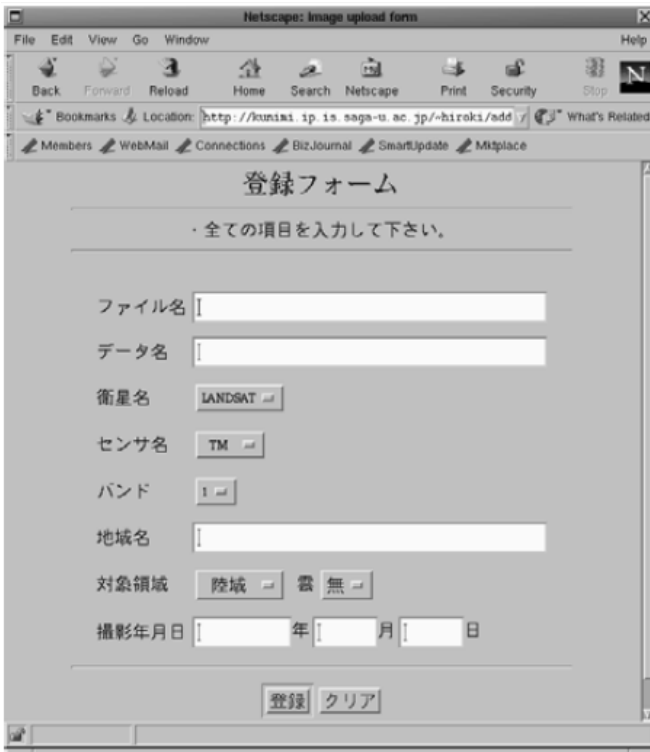 Netscape: Image upload form
File Edit View Go Window Help
Back Forward Reload Home Search Netscape Print Security Stop N
Bookmarks Location: http://kunimi.ip.is.saga-u.ac.jp/~hiroki/add What's Related
Members WebMail Connections BizJournal SmartUpdate Mktplace
登録フォーム
・全ての項目を入力して下さい。
ファイル名
データ名
衛星名 LANDSAT
センサ名 TM
バンド 1
地域名
対象領域 陸域 雲 無
撮影年月日 年 月 日
登録 クリア